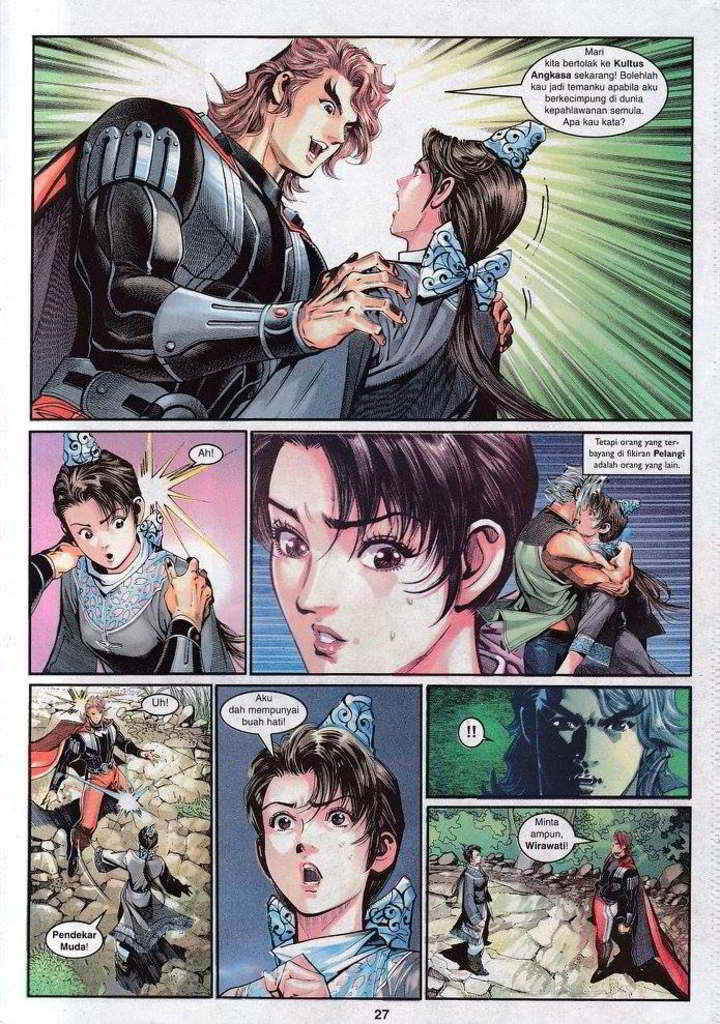 Mari
kita bertolak ke Kultus
Angkasa sekarang! Bolehlah
kau jadi temanku apabila aku
berkecimpung di dunia
kepahlawanan semula.
Apa kau kata?
Ah!
Tetapi orang yang ter-
bayang di fikiran Pelangi
adalah orang yang lain.
Uh!
Pendekar
Muda!
Aku
dah mempunyai
buah hati!
!!
Minta
ampun,
Wirawati!
27